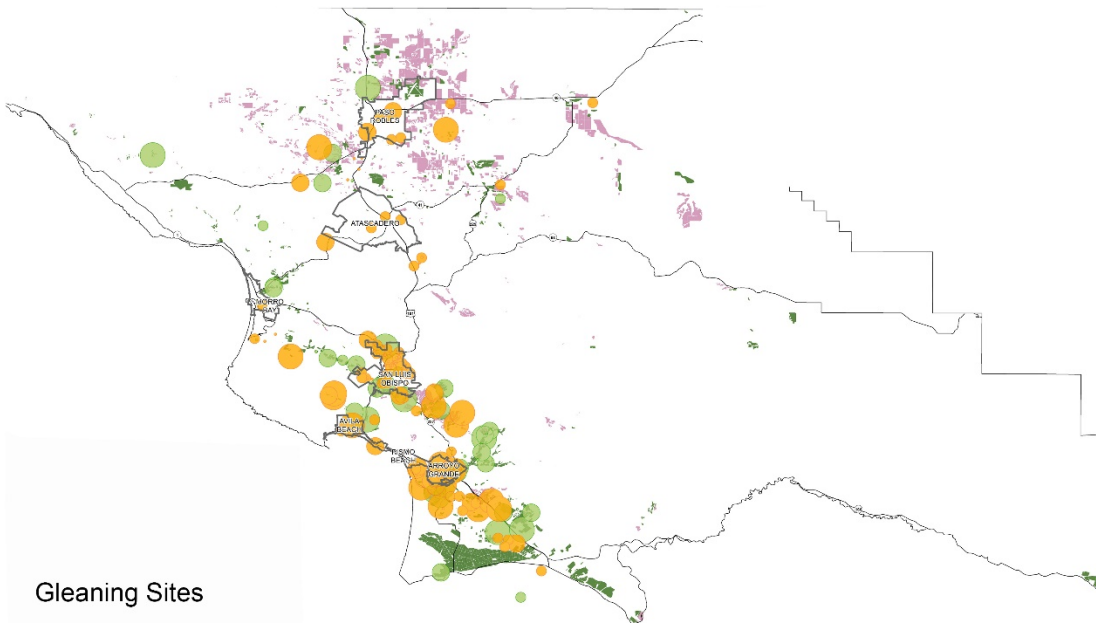 PASO
ROBLES
ATASCADERO
MORRO
BAY
SAN LUIS
OBISPO
AVILA
BEACH
PISMO
BEACH
ARROYO
GRANDE
Gleaning Sites